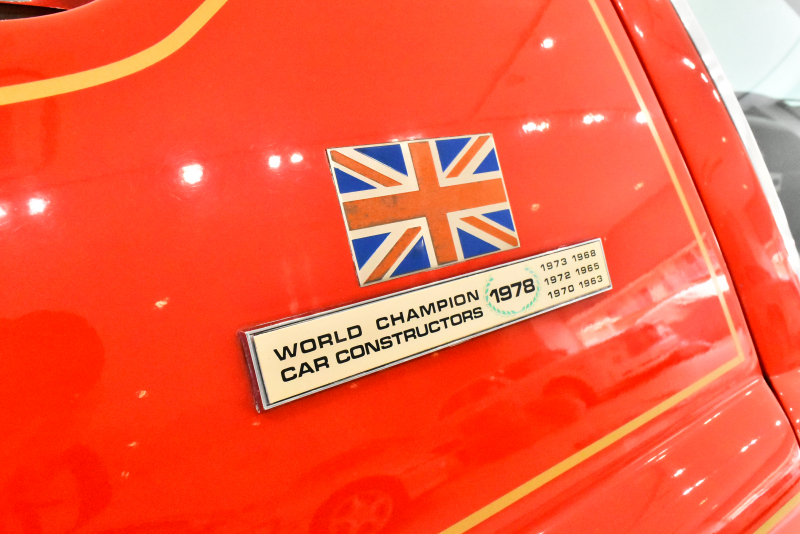 WORLD CHAMPION
CAR CONSTRUCTORS
1978
1973 1968
1972 1965
1970 1963